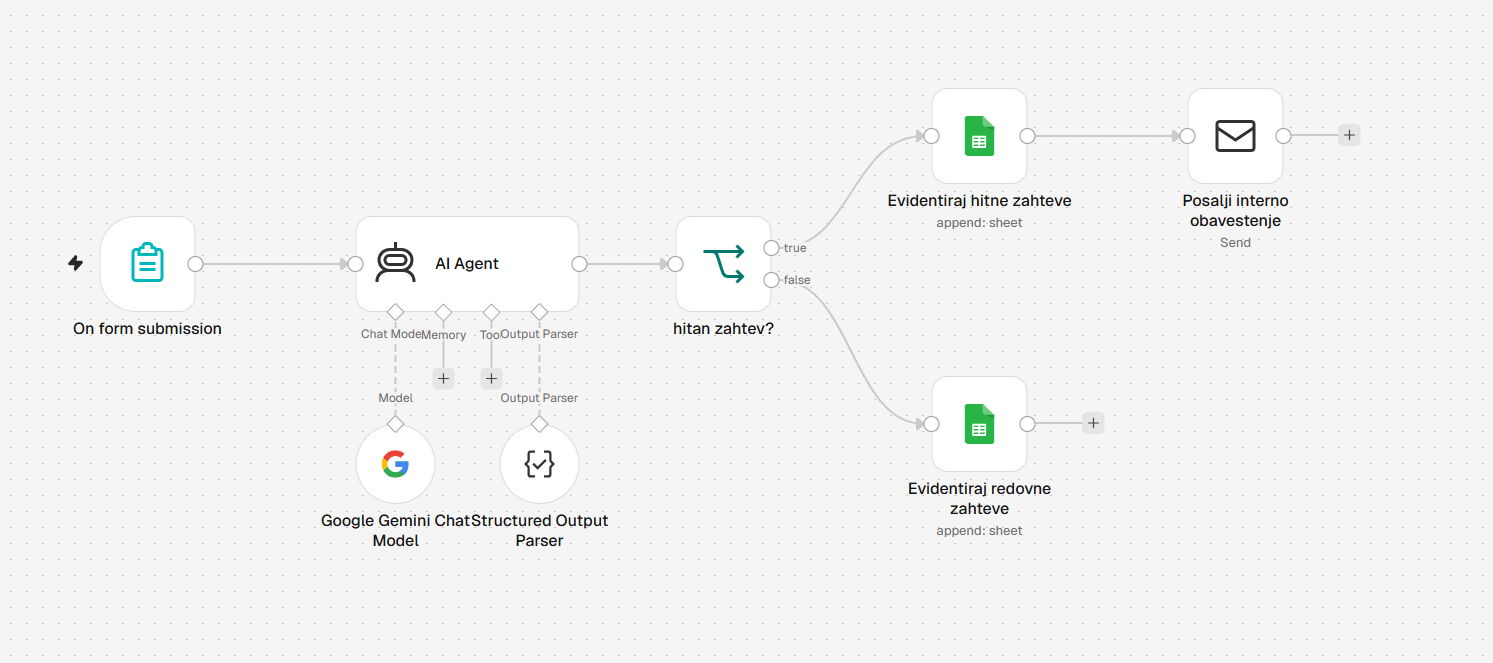 On form submission
AI Agent
Chat Model
Memory
Tool
Output Parser
Model
Output Parser
Google Gemini Chat
Model
Structured Output
Parser
hitan zahtev?
true
false
Evidentiraj hitne zahteve
append: sheet
Posalji interno
obavestenje
Send
Evidentiraj redovne
zahteve
append: sheet